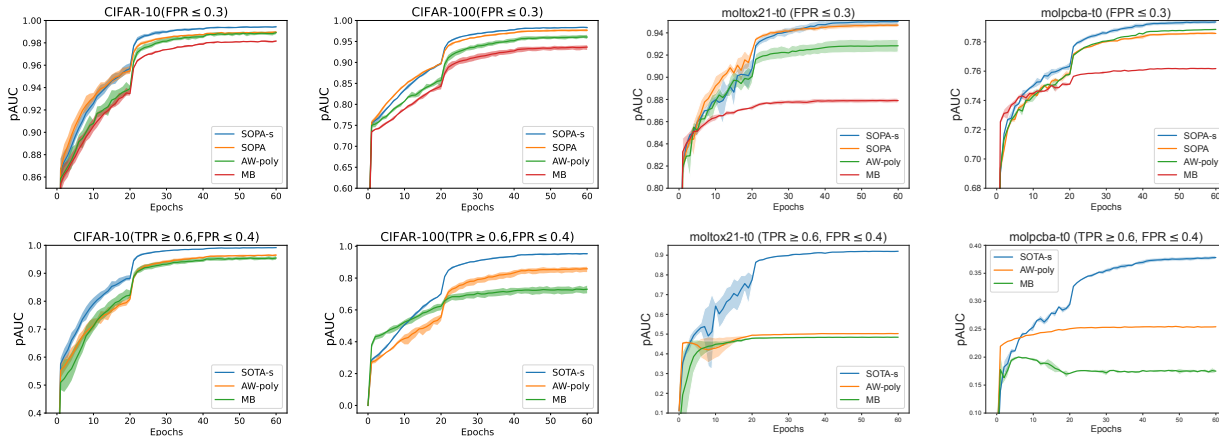 CIFAR-10(FPR ≤ 0.3)
pAUC
1.00
0.98
0.96
0.94
0.92
0.90
0.88
0.86
SOPA-s
SOPA
AW-poly
MB
0 10 20 30 40 50 60
Epochs
CIFAR-100(FPR ≤ 0.3)
pAUC
1.00
0.95
0.90
0.85
0.80
0.75
0.70
0.65
0.60
SOPA-s
SOPA
AW-poly
MB
0 10 20 30 40 50 60
Epochs
moltox21-t0 (FPR ≤ 0.3)
pAUC
0.94
0.92
0.90
0.88
0.86
0.84
0.82
0.80
SOPA-s
SOPA
AW-poly
MB
0 10 20 30 40 50 60
Epochs
molpcba-t0 (FPR ≤ 0.3)
pAUC
0.78
0.76
0.74
0.72
0.70
0.68
SOPA-s
SOPA
AW-poly
MB
0 10 20 30 40 50 60
Epochs
CIFAR-10(TPR ≥ 0.6,FPR ≤ 0.4)
pAUC
1.0
0.9
0.8
0.7
0.6
0.5
0.4
SOTA-s
AW-poly
MB
0 10 20 30 40 50 60
Epochs
CIFAR-100(TPR ≥ 0.6,FPR ≤ 0.4)
pAUC
1.0
0.8
0.6
0.4
0.2
0.0
SOTA-s
AW-poly
MB
0 10 20 30 40 50 60
Epochs
moltox21-t0 (TPR ≥ 0.6, FPR ≤ 0.4)
pAUC
0.9
0.8
0.7
0.6
0.5
0.4
0.3
0.2
0.1
SOTA-s
AW-poly
MB
0 10 20 30 40 50 60
Epochs
molpcba-t0 (TPR ≥ 0.6, FPR ≤ 0.4)
pAUC
0.40
0.35
0.30
0.25
0.20
0.15
0.10
SOTA-s
AW-poly
MB
0 10 20 30 40 50 60
Epochs